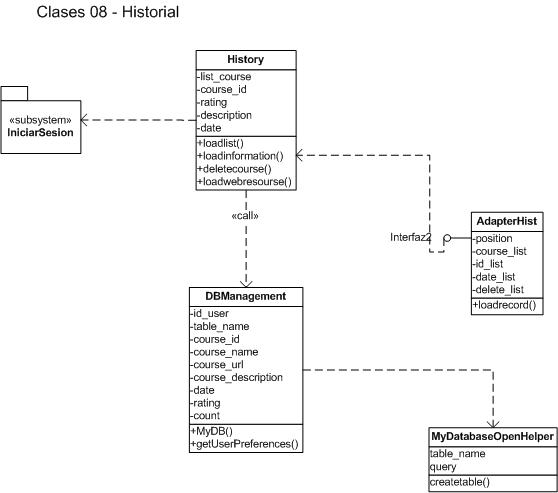 Clases 08 - Historial
History
-list_course
-course_id
-rating
-description
-date
+loadlist()
+loadinformation()
+deletecourse()
+loadwebresourse()
«subsystem»
IniciarSesion
«call»
Interfaz2
AdapterHist
-position
-course_list
-id_list
-date_list
-delete_list
+loadrecord()
DBManagement
-id_user
-table_name
-course_id
-course_name
-course_url
-course_description
-date
-rating
-count
+MyDB()
+getUserPreferences()
MyDatabaseOpenHelper
table_name
query
createtable()